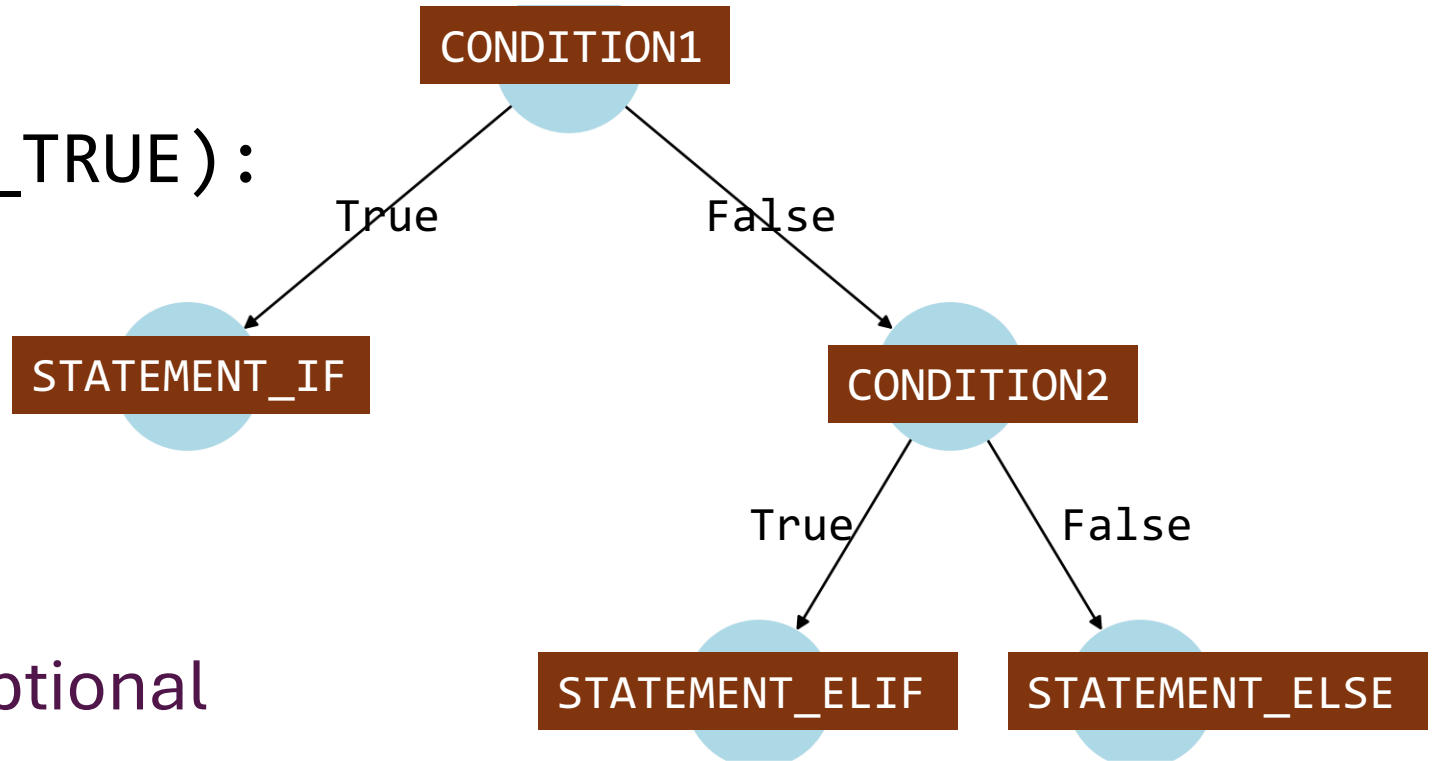 CONDITION1
_TRUE):
True
False
STATEMENT_IF
CONDITION2
True
False
ptional
STATEMENT_ELIF
STATEMENT_ELSE